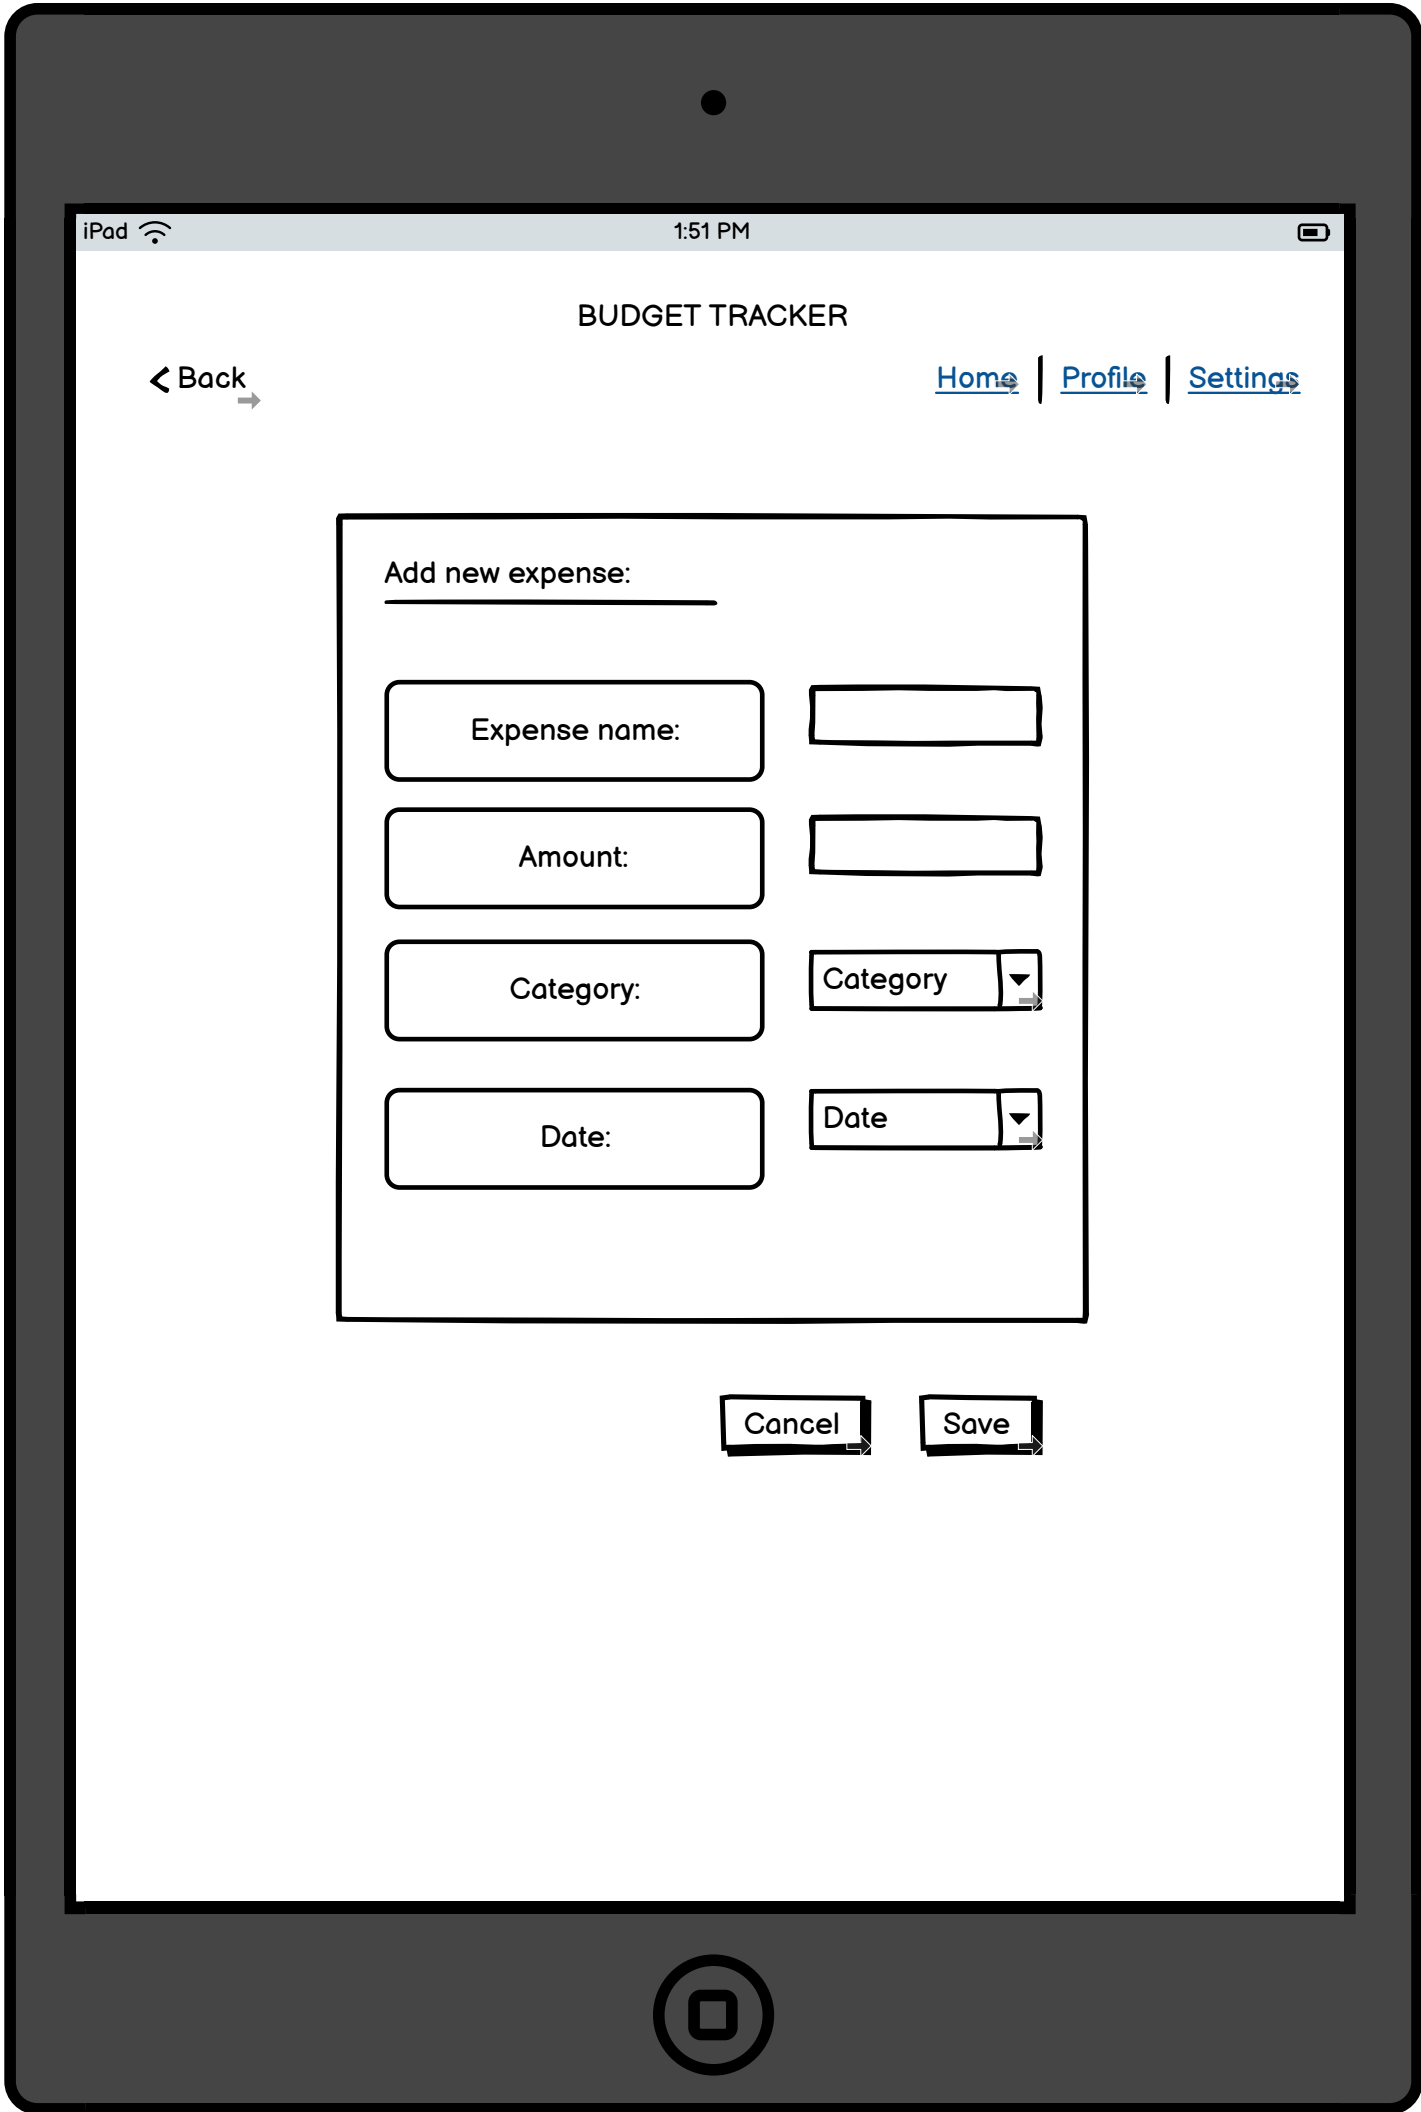 iPad
1:51 PM
BUDGET TRACKER
Back
Home
Profile
Settings
Add new expense:
Expense name:
Amount:
Category:
Category
Date:
Date
Cancel
Save